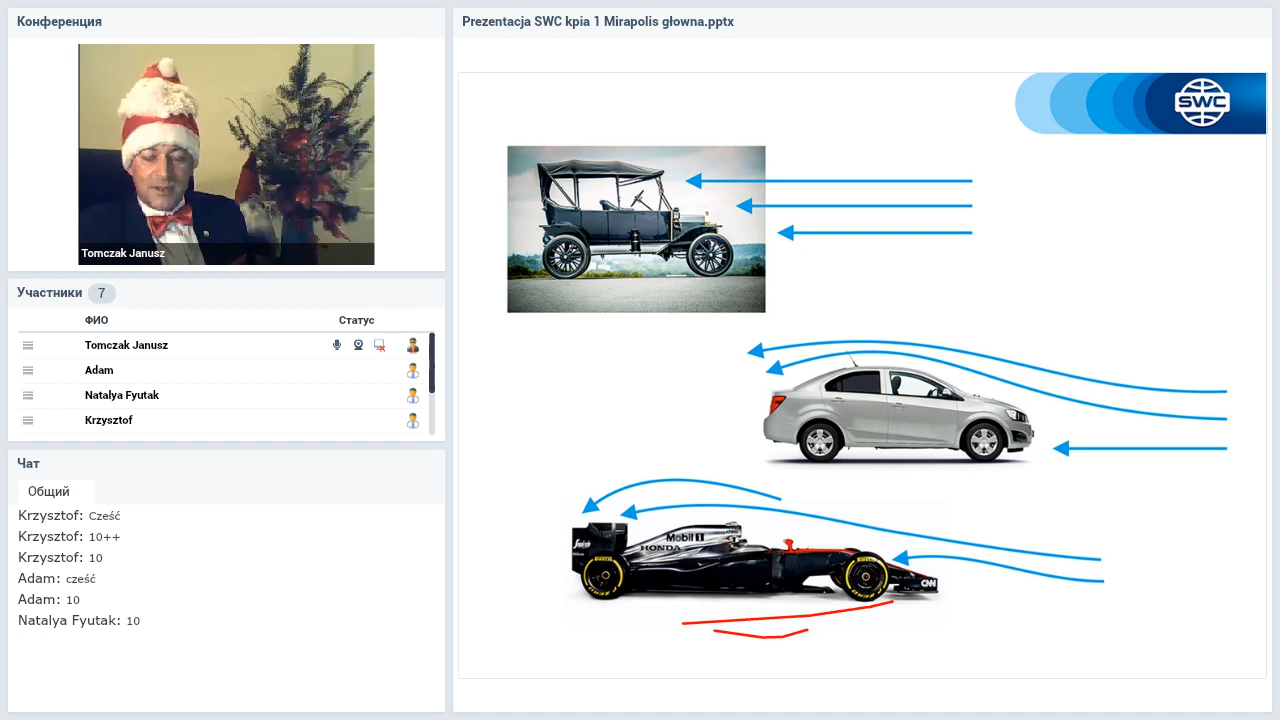 Конференция
Tomczak Janusz
Участники 7
ФИО Статус
Tomczak Janusz
Adam
Natalya Fyutak
Krzysztof
Чат
Общий
Krzysztof: Cześć
Krzysztof: 10++
Krzysztof: 10
Adam: cześć
Adam: 10
Natalya Fyutak: 10
Prezentacja SWC kpia 1 Mirapolis głowna.pptx
SWC
Mobil 1
HONDA
CNN